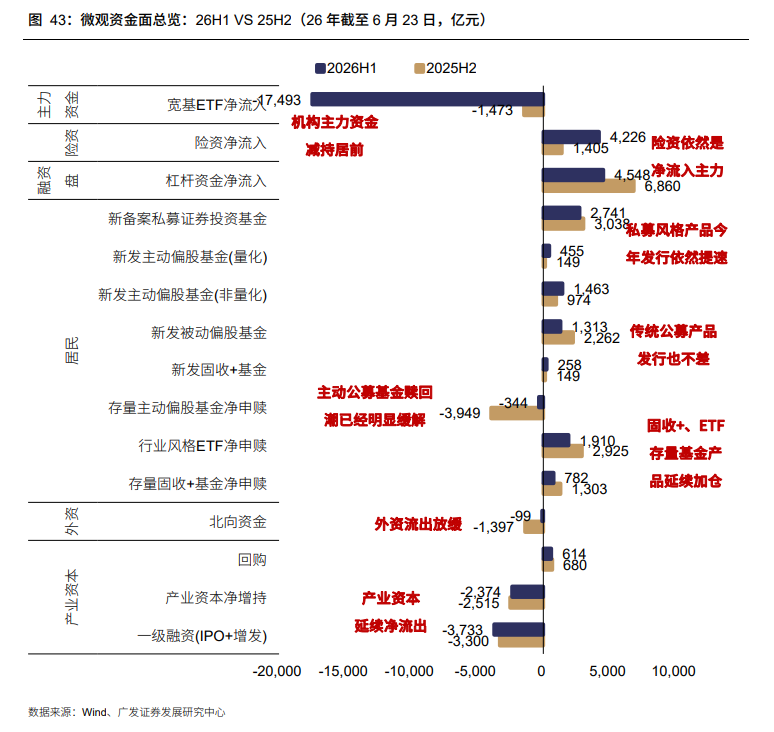 图 43：微观资金面总览：26H1 VS 25H2（26 年截至 6 月 23 日，亿元）
2026H1 2025H2
主力资金
宽基ETF净流入 -17,493 -1,473
机构主力资金
减持居前
险资
险资净流入 4,226 1,405
险资依然是
净流入主力
融资盘
杠杆资金净流入 4,548 6,860
居民
新备案私募证券投资基金 2,741 3,038
私募风格产品今
年发行依然提速
新发主动偏股基金(量化) 455 149
新发主动偏股基金(非量化) 1,463 974
新发被动偏股基金 1,313 2,262
传统公募产品
发行也不差
新发固收+基金 258 149
存量主动偏股基金净申赎 -344 -3,949
主动公募基金赎回
潮已经明显缓解
行业风格ETF净申赎 1,910 2,925
固收+、ETF
存量基金产
品延续加仓
存量固收+基金净申赎 782 1,303
外资
北向资金 -99 -1,397
外资流出放缓
产业资本
回购 614 680
产业资本净增持 -2,374 -2,515
产业资本
延续净流出
一级融资(IPO+增发) -3,733 -3,300
-20,000 -15,000 -10,000 -5,000 0 5,000 10,000
数据来源：Wind、广发证券发展研究中心